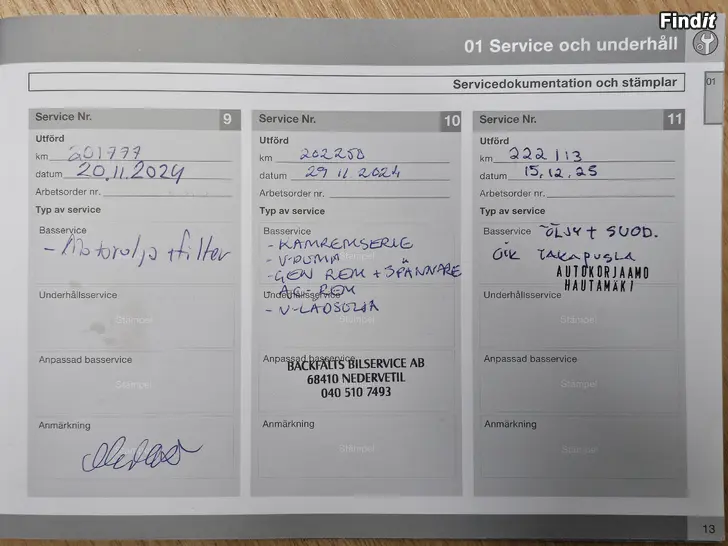 Findit
01 Service och underhåll
Servicedokumentation och stämplar
01
Service Nr. 9
Utförd
km 201777
datum 20.11.2024
Arbetsorder nr.
Typ av service
Basservice
- Motorolja + filter
Underhållsservice
Stämpel
Anpassad basservice
Stämpel
Anmärkning
Service Nr. 10
Utförd
km 202250
datum 29 11 2024
Arbetsorder nr.
Typ av service
Basservice
- KAMREMSERIE
- V-PUMP
- GEN REM + SPÄNNARE
- AC-REM
Underhållsservice
Anpassad basservice
BACKFÄLTS BILSERVICE AB
68410 NEDERVETIL
040 510 7493
Anmärkning
Stämpel
Service Nr. 11
Utförd
km 222113
datum 15,12,25
Arbetsorder nr.
Typ av service
Basservice ÖLJY + SUOD.
OIK TAKAPUSLA
AUTOKORJAAMO
HAUTAMÄKI
Underhållsservice
Stämpel
Anpassad basservice
Stämpel
Anmärkning
Stämpel
13